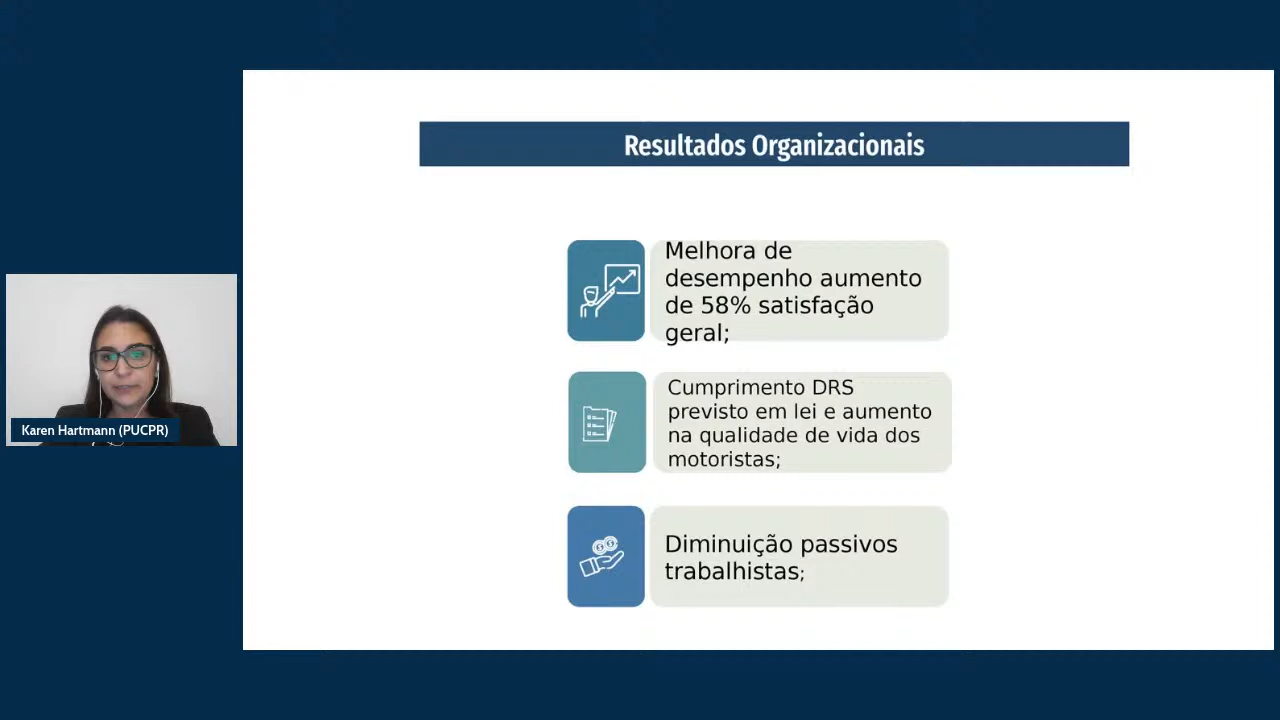 Resultados Organizacionais
Melhora de
desempenho aumento
de 58% satisfação
geral;
Cumprimento DRS
previsto em lei e aumento
na qualidade de vida dos
motoristas;
Diminuição passivos
trabalhistas;
Karen Hartmann (PUCPR)